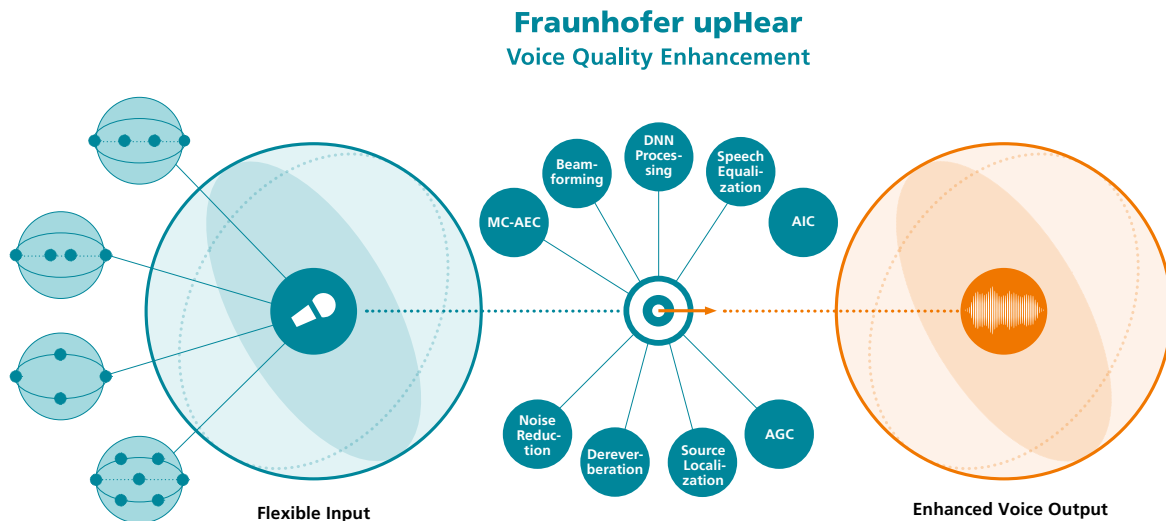 Fraunhofer upHear
Voice Quality Enhancement
DNN
Proces-
sing
Beam-
forming
Speech
Equali-
zation
MC-AEC
AIC
Noise
Reduc-
tion
Derever-
beration
Source
Locali-
zation
AGC
Flexible Input
Enhanced Voice Output